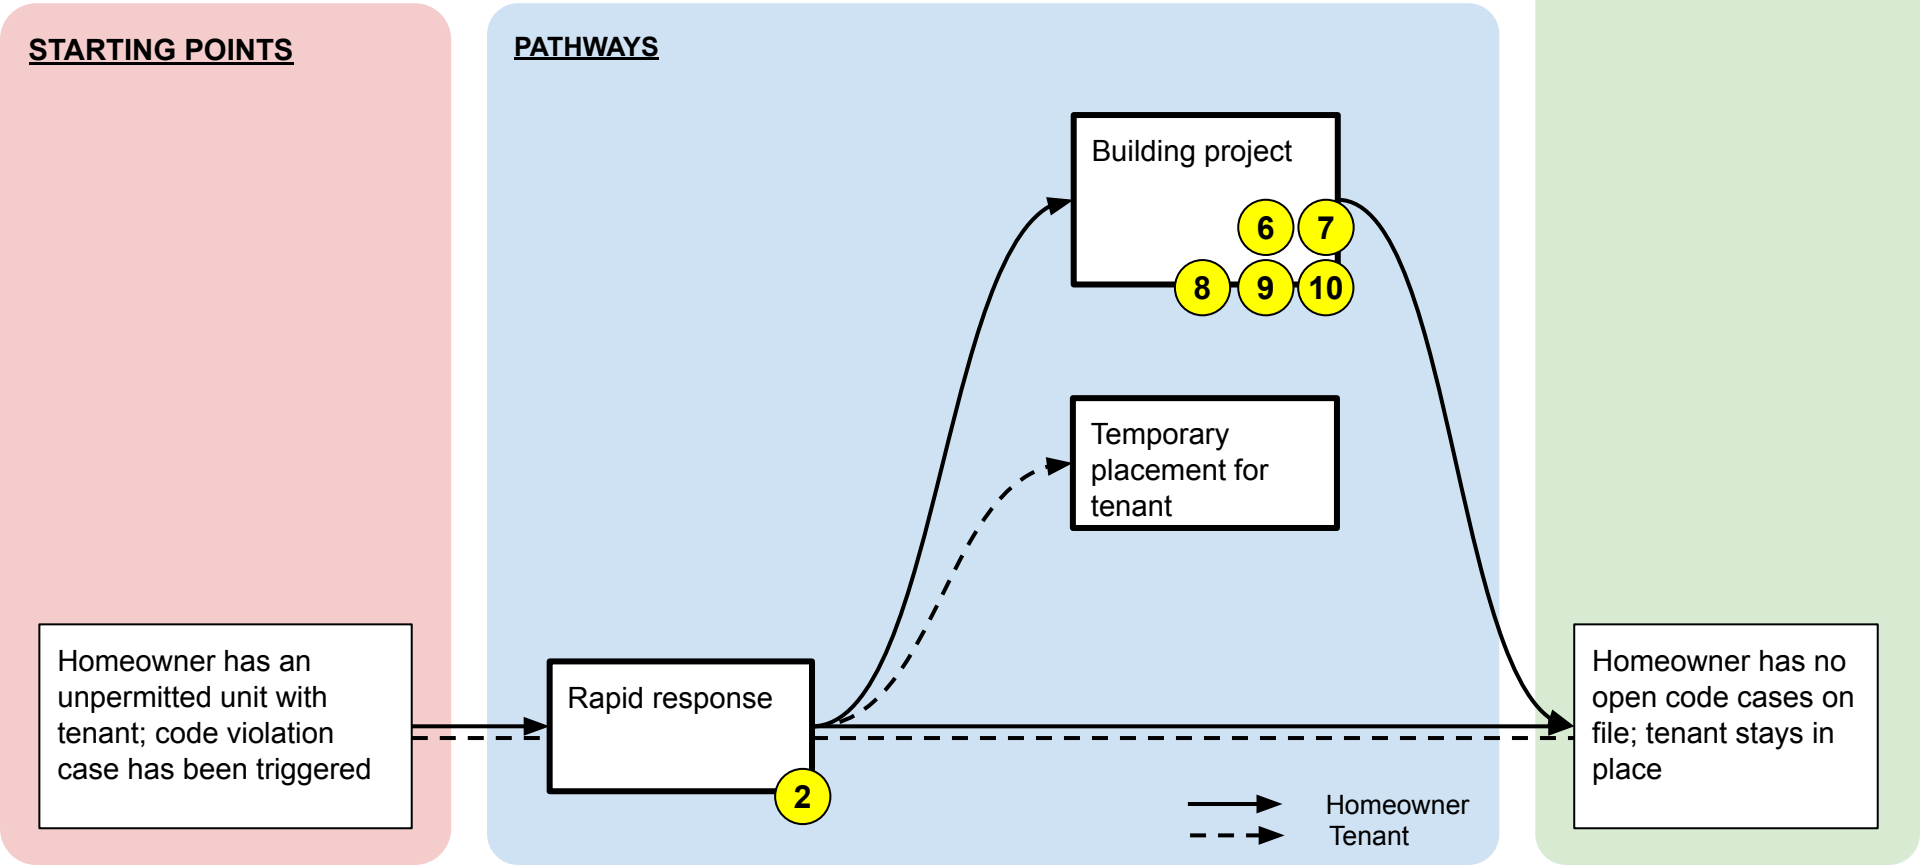 STARTING POINTS
PATHWAYS
Building project
6 7
8 9 10
Temporary
placement for
tenant
Homeowner has an
unpermitted unit with
tenant; code violation
case has been triggered
Rapid response
2
Homeowner has no
open code cases on
file; tenant stays in
place
Homeowner
Tenant